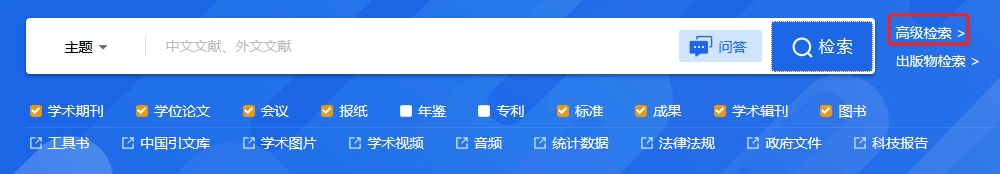 主题 中文文献、外文文献 问答 检索 高级检索 >
出版物检索 >
学术期刊 学位论文 会议 报纸 年鉴 专利 标准 成果 学术辑刊 图书
工具书 中国引文库 学术图片 学术视频 音频 统计数据 法律法规 政府文件 科技报告